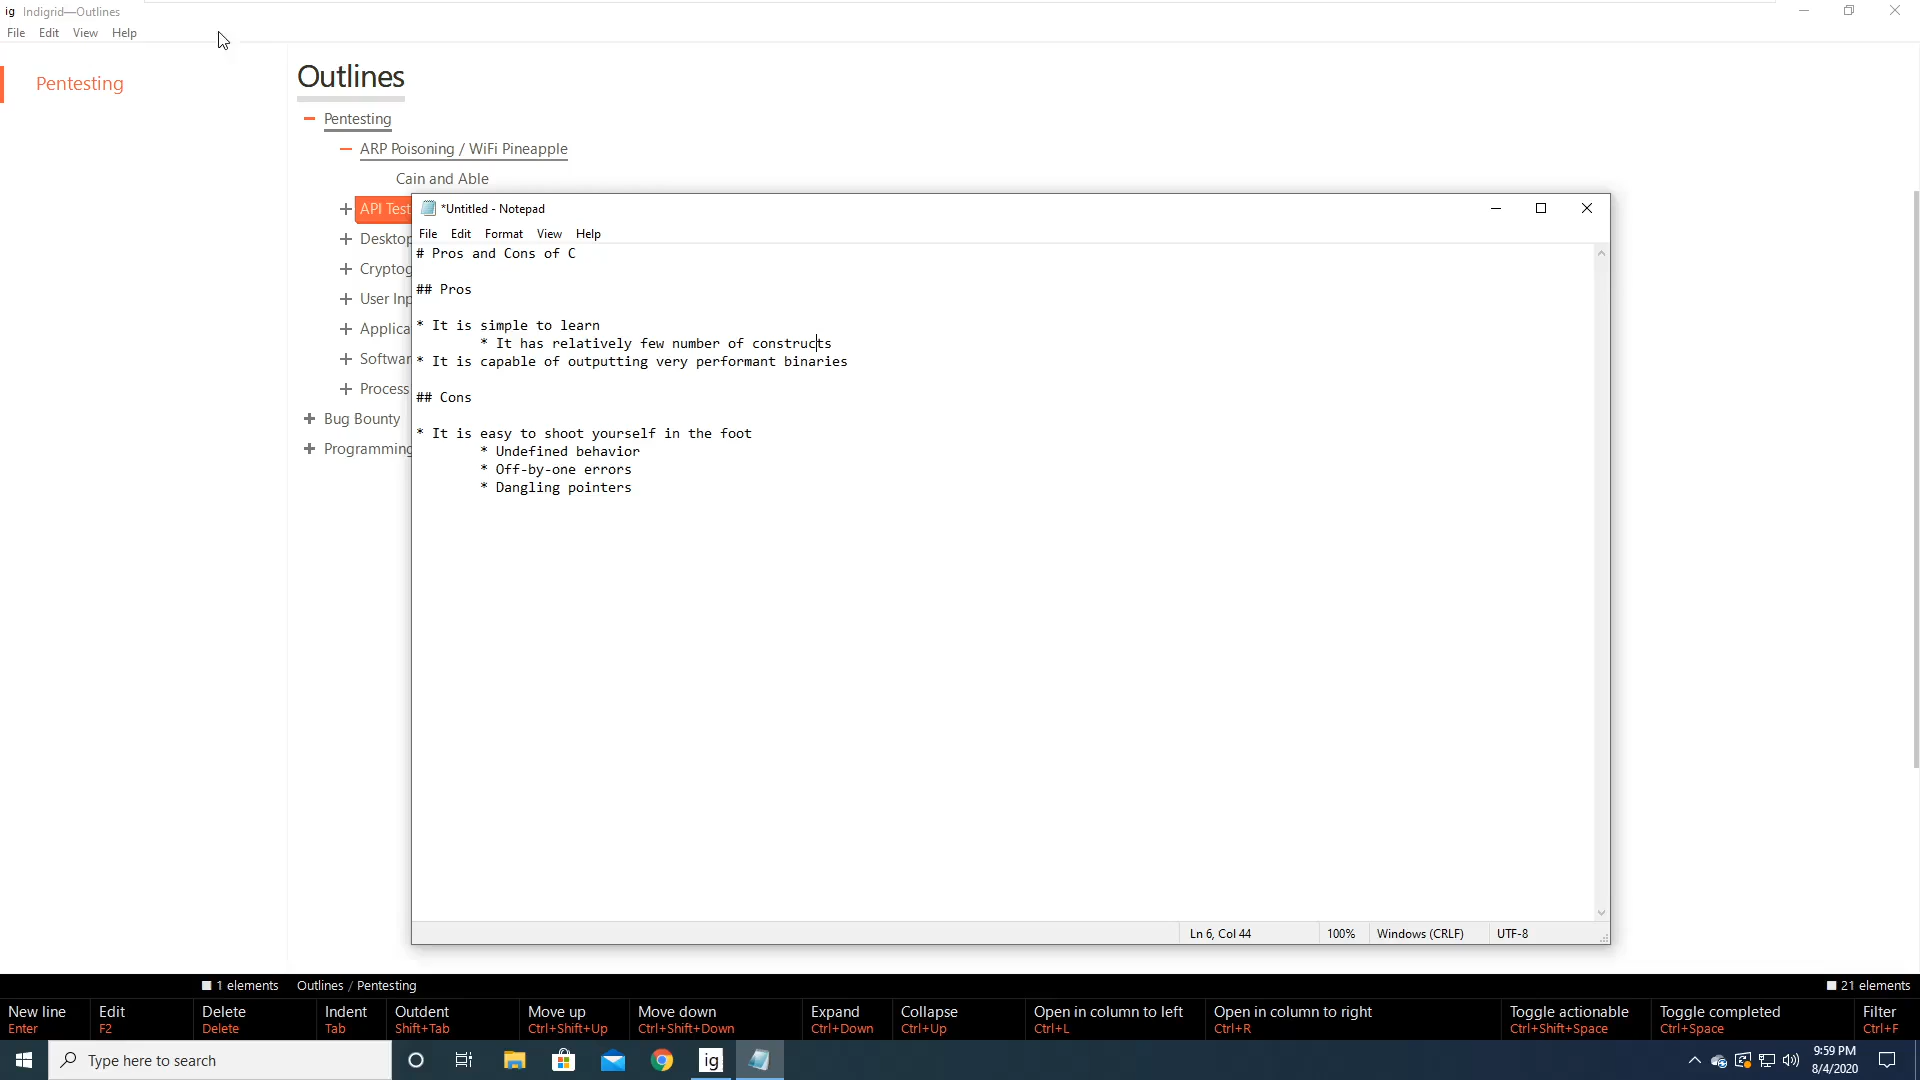 ig Indigrid—Outlines
File Edit View Help
Pentesting
Outlines
Pentesting
ARP Poisoning / WiFi Pineapple
Cain and Able
API Test
Desktop
Cryptog
User Inp
Applica
Softwar
Process
Bug Bounty
Programming
*Untitled - Notepad
File Edit Format View Help
# Pros and Cons of C
## Pros
* It is simple to learn
* It has relatively few number of constructs
* It is capable of outputting very performant binaries
## Cons
* It is easy to shoot yourself in the foot
* Undefined behavior
* Off-by-one errors
* Dangling pointers
Ln 6, Col 44 100% Windows (CRLF) UTF-8
1 elements Outlines / Pentesting 21 elements
New line Edit Delete Indent Outdent Move up Move down Expand Collapse Open in column to left Open in column to right Toggle actionable Toggle completed Filter
Enter F2 Delete Tab Shift+Tab Ctrl+Shift+Up Ctrl+Shift+Down Ctrl+Down Ctrl+Up Ctrl+L Ctrl+R Ctrl+Shift+Space Ctrl+Space Ctrl+F
Type here to search ig 9:59 PM
8/4/2020